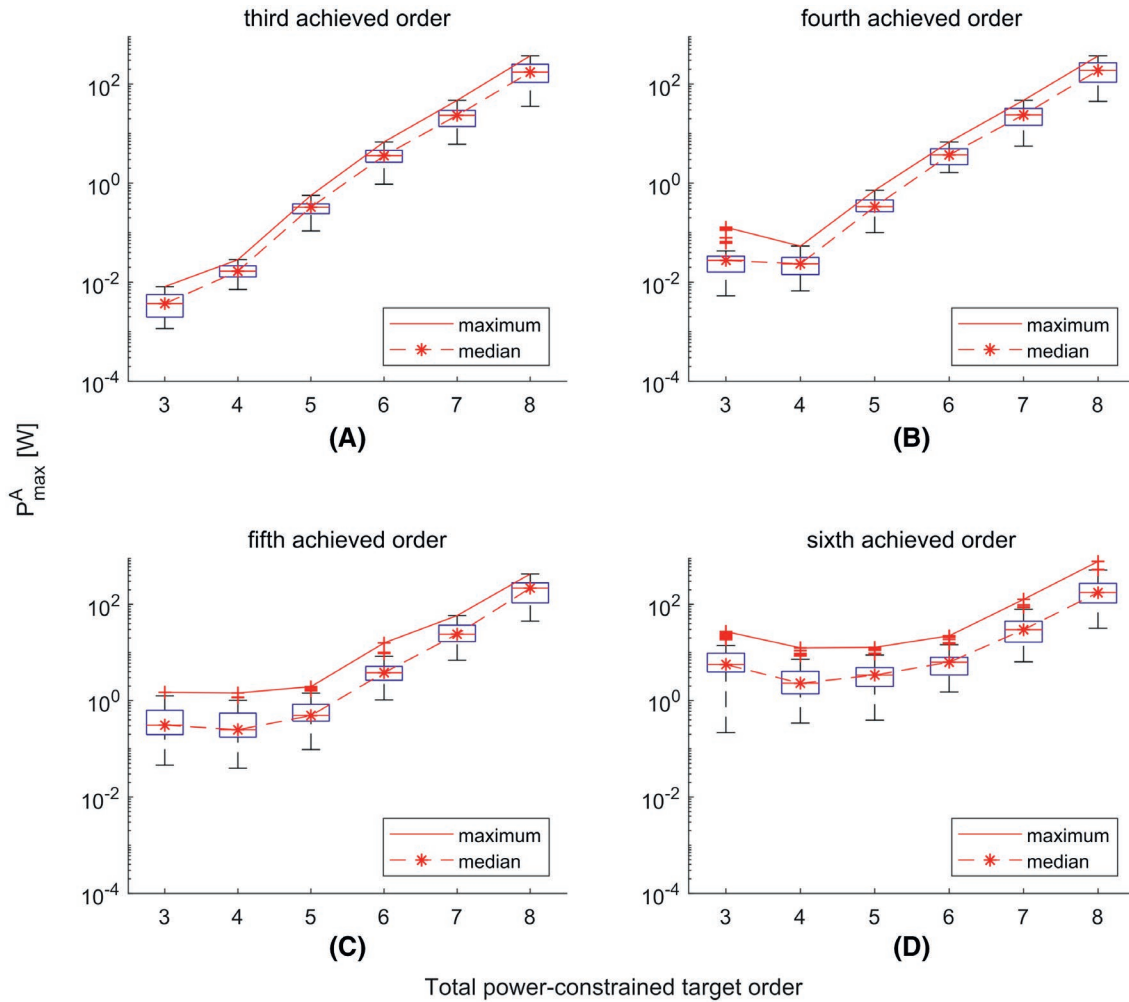 third achieved order
10^2
10^0
10^-2
10^-4
3 4 5 6 7 8
maximum
median
(A)
fourth achieved order
10^2
10^0
10^-2
10^-4
3 4 5 6 7 8
maximum
median
(B)
P^A_max [W]
fifth achieved order
10^2
10^0
10^-2
10^-4
3 4 5 6 7 8
maximum
median
(C)
sixth achieved order
10^2
10^0
10^-2
10^-4
3 4 5 6 7 8
maximum
median
(D)
Total power-constrained target order